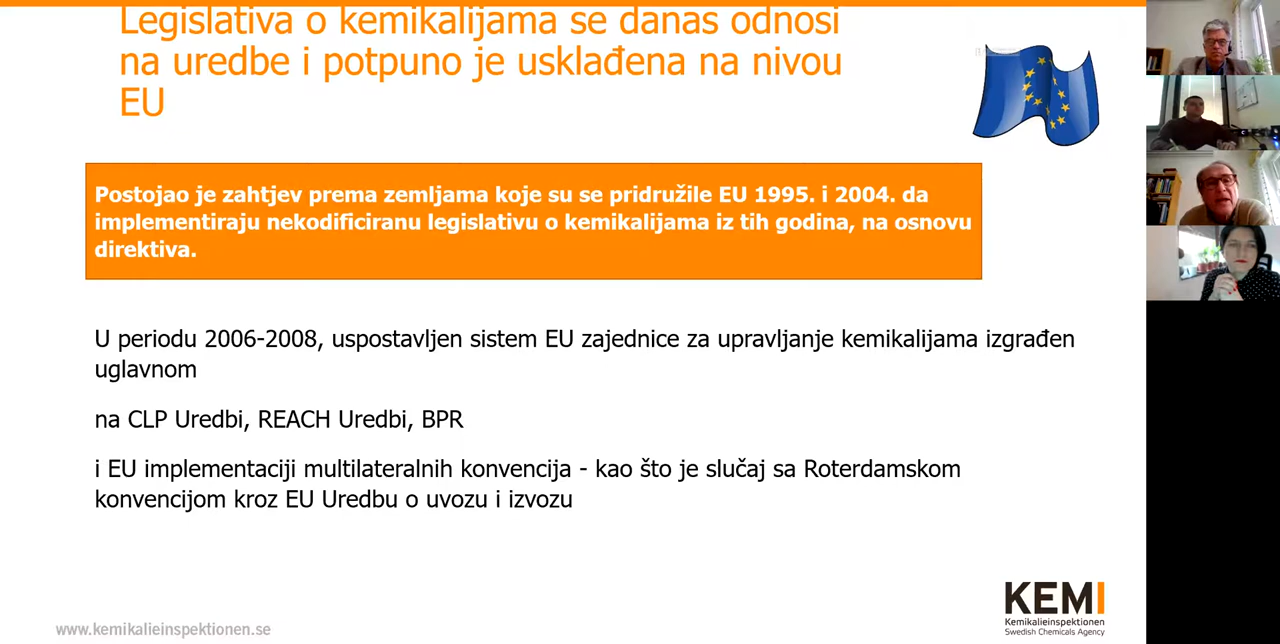 Legislativa o kemikalijama se danas odnosi
na uredbe i potpuno je usklađena na nivou
EU
Postojao je zahtjev prema zemljama koje su se pridružile EU 1995. i 2004. da
implementiraju nekodificiranu legislativu o kemikalijama iz tih godina, na osnovu
direktiva.
U periodu 2006-2008, uspostavljen sistem EU zajednice za upravljanje kemikalijama izgrađen
uglavnom
na CLP Uredbi, REACH Uredbi, BPR
i EU implementaciji multilateralnih konvencija - kao što je slučaj sa Roterdamskom
konvencijom kroz EU Uredbu o uvozu i izvozu
KEMI
Kemikalieinspektionen
Swedish Chemicals Agency
www.kemikalieinspektionen.se